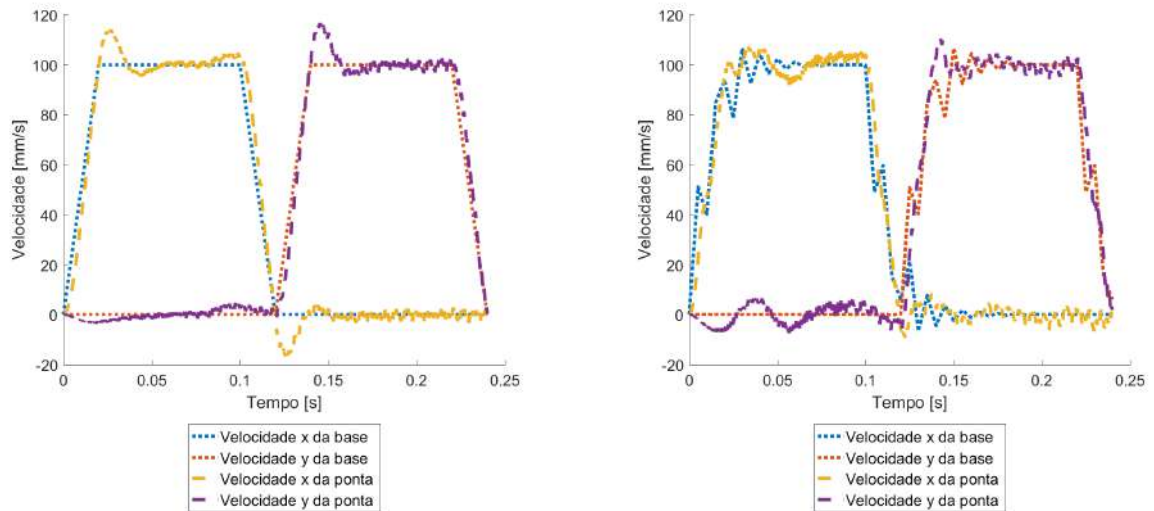 120
100
80
60
40
20
0
-20
Velocidade [mm/s]
0
0.05
0.1
0.15
0.2
0.25
Tempo [s]
Velocidade x da base
Velocidade y da base
Velocidade x da ponta
Velocidade y da ponta
120
100
80
60
40
20
0
-20
Velocidade [mm/s]
0
0.05
0.1
0.15
0.2
0.25
Tempo [s]
Velocidade x da base
Velocidade y da base
Velocidade x da ponta
Velocidade y da ponta